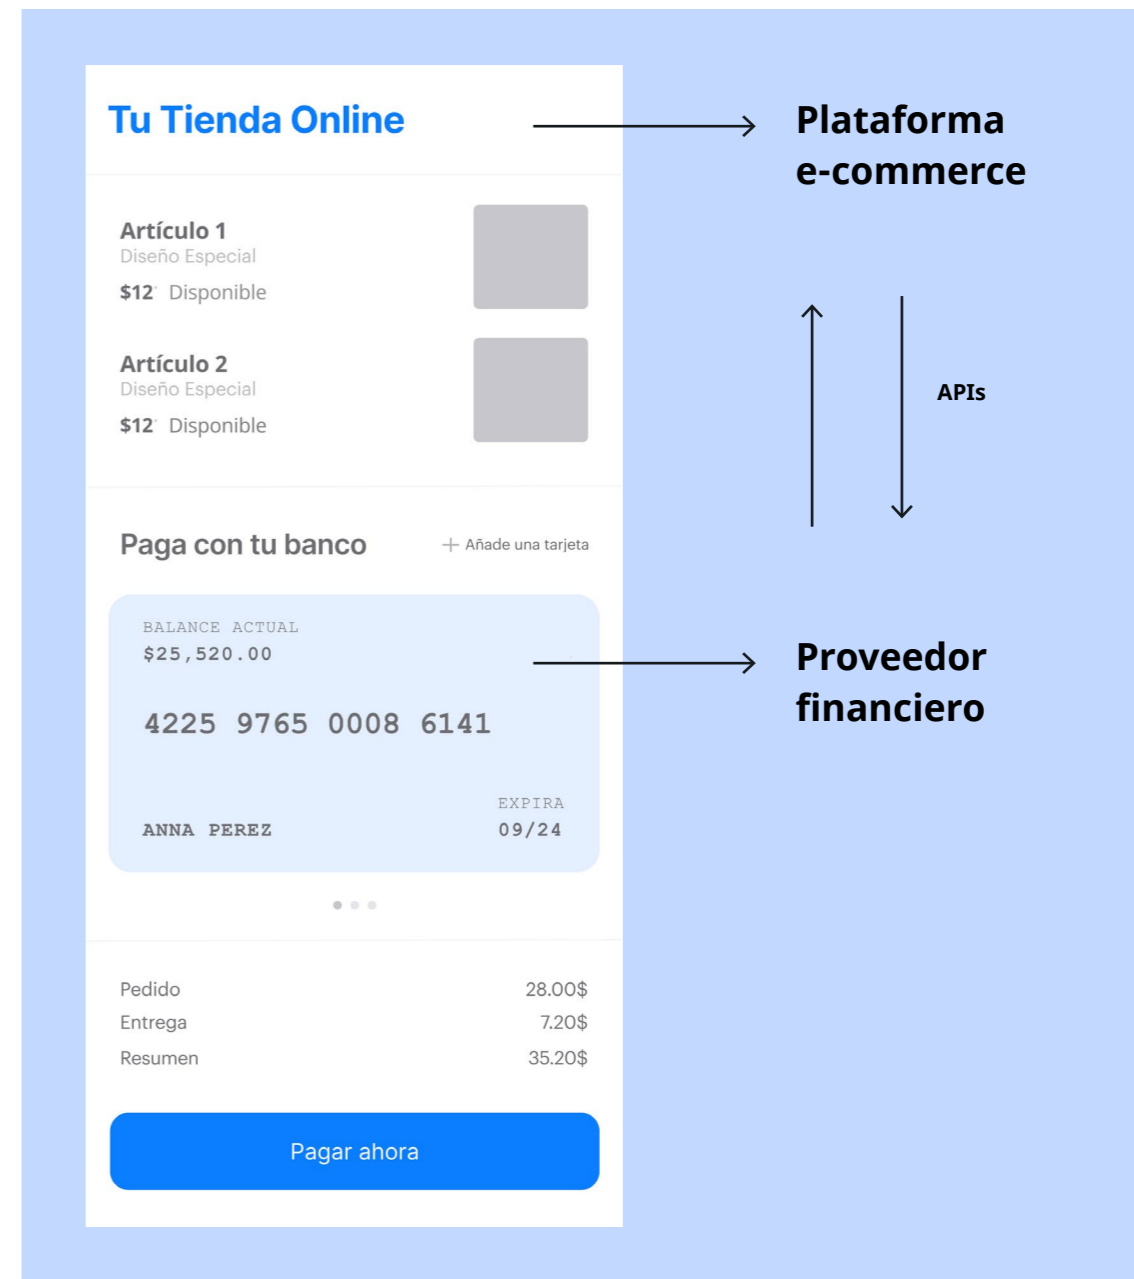 Tu Tienda Online
Plataforma
e-commerce
Artículo 1
Diseño Especial
$12 Disponible
Artículo 2
Diseño Especial
$12 Disponible
APIs
Paga con tu banco
+ Añade una tarjeta
BALANCE ACTUAL
$25,520.00
4225 9765 0008 6141
EXPIRA
ANNA PEREZ 09/24
Proveedor
financiero
Pedido 28.00$
Entrega 7.20$
Resumen 35.20$
Pagar ahora